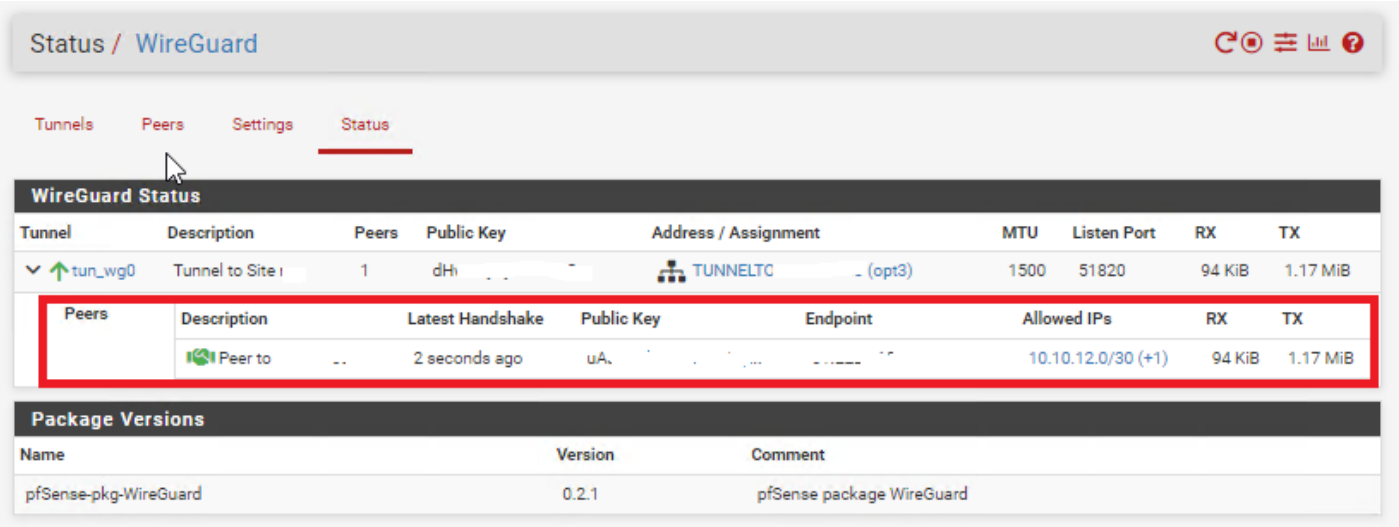 Status / WireGuard
Tunnels Peers Settings Status
WireGuard Status
Tunnel Description Peers Public Key Address / Assignment MTU Listen Port RX TX
tun_wg0 Tunnel to Site 1 TUNNELTO (opt3) 1500 51820 94 KiB 1.17 MiB
Peers Description Latest Handshake Public Key Endpoint Allowed IPs RX TX
Peer to 2 seconds ago 10.10.12.0/30 (+1) 94 KiB 1.17 MiB
Package Versions
Name Version Comment
pfSense-pkg-WireGuard 0.2.1 pfSense package WireGuard